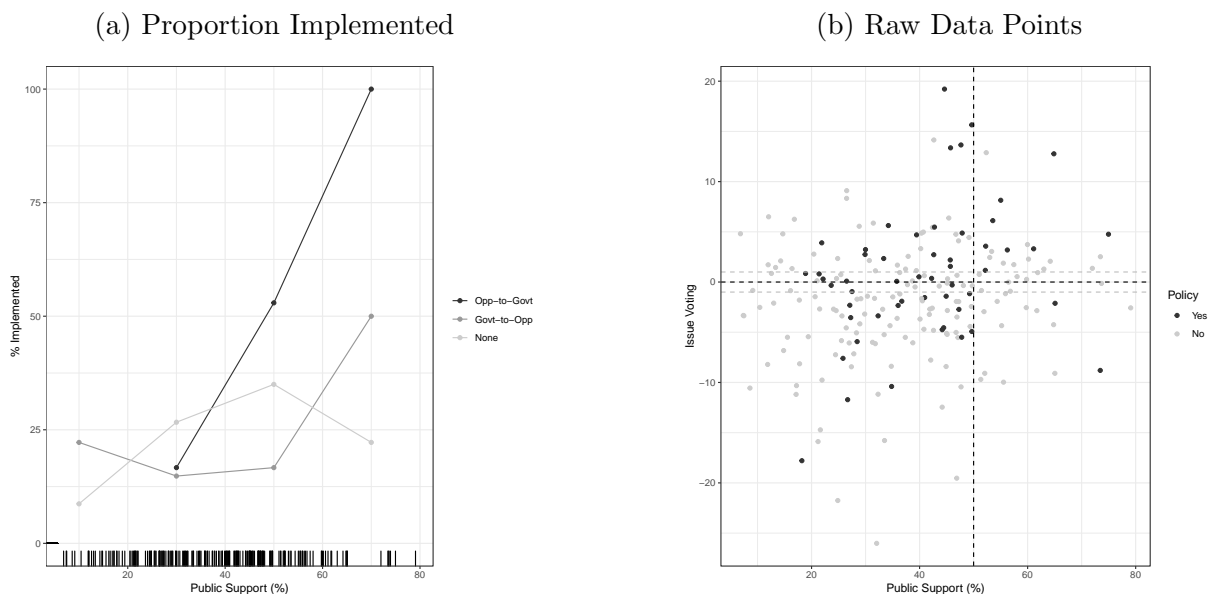 (a) Proportion Implemented
100
75
50
25
0
% Implemented
20 40 60 80
Public Support (%)
Opp−to−Govt
Govt−to−Opp
None
(b) Raw Data Points
20
10
0
−10
−20
Issue Voting
20 40 60 80
Public Support (%)
Policy
Yes
No